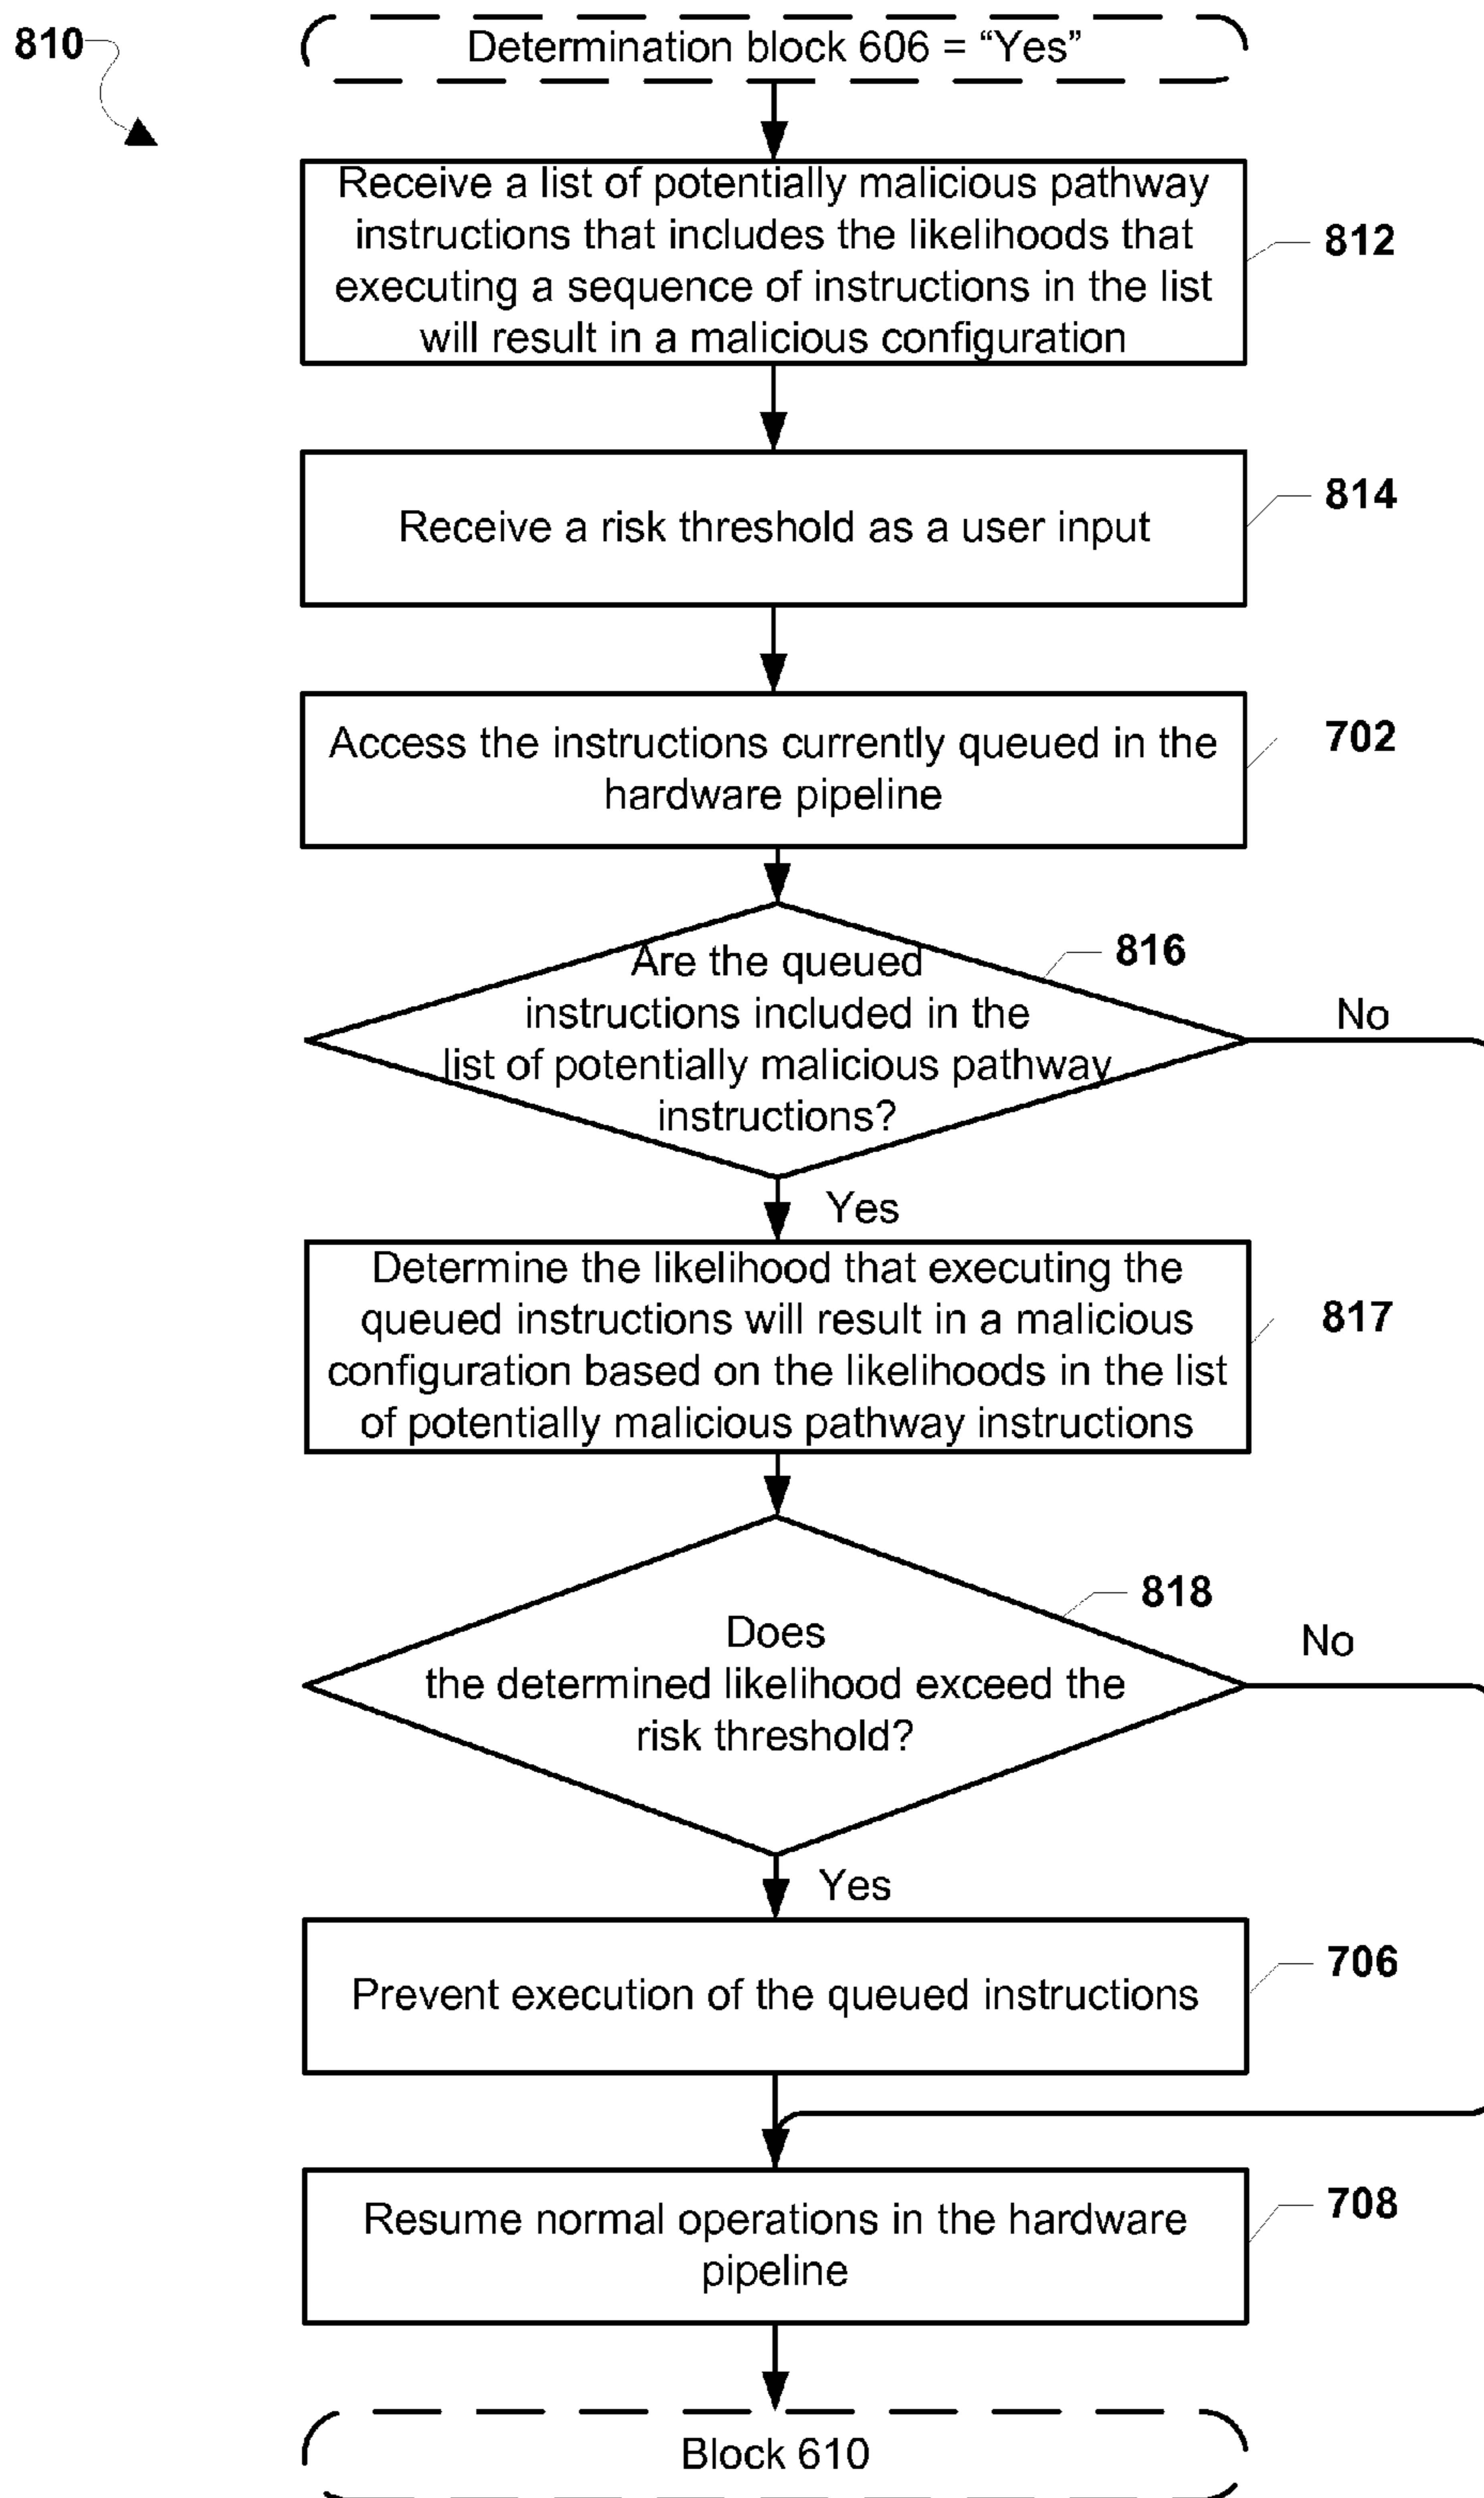 810
Determination block 606 = “Yes”
Receive a list of potentially malicious pathway
instructions that includes the likelihoods that
executing a sequence of instructions in the list
will result in a malicious configuration
812
Receive a risk threshold as a user input
814
Access the instructions currently queued in the
hardware pipeline
702
Are the queued
instructions included in the
list of potentially malicious pathway
instructions?
816
No
Yes
Determine the likelihood that executing the
queued instructions will result in a malicious
configuration based on the likelihoods in the list
of potentially malicious pathway instructions
817
Does
the determined likelihood exceed the
risk threshold?
818
No
Yes
Prevent execution of the queued instructions
706
Resume normal operations in the hardware
pipeline
708
Block 610